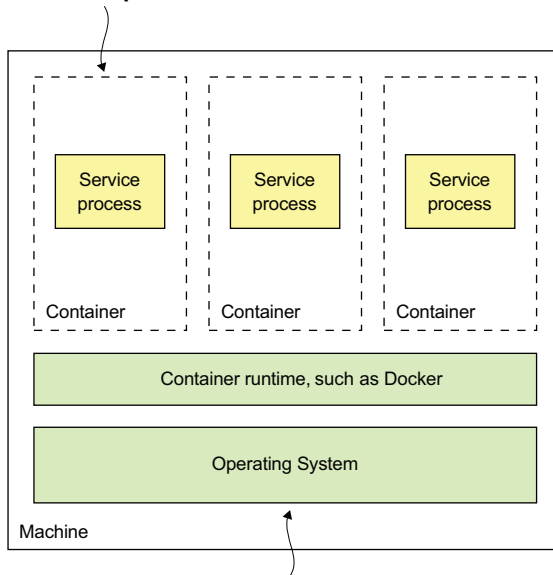 Service
process
Service
process
Service
process
Container
Container
Container
Container runtime, such as Docker
Operating System
Machine